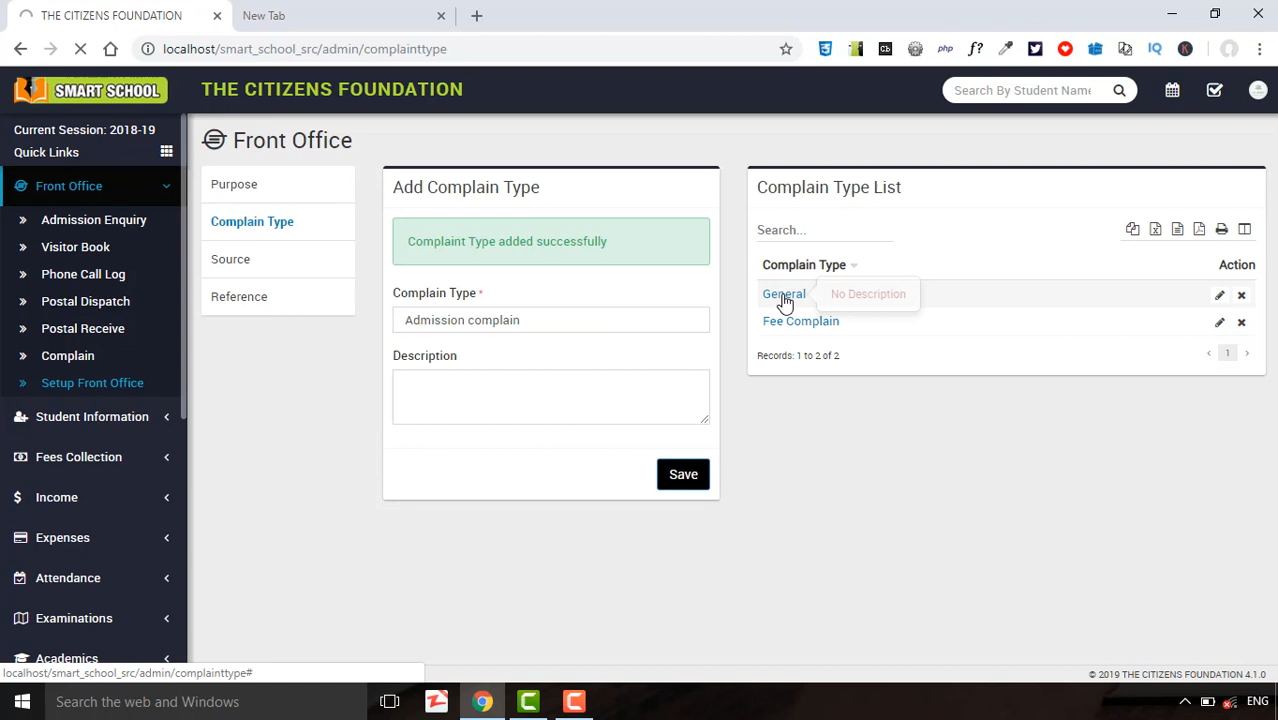 THE CITIZENS FOUNDATION
New Tab
localhost/smart_school_src/admin/complainttype
Cb
php
f?
IQ
K
SMART SCHOOL
THE CITIZENS FOUNDATION
Search By Student Name
Current Session: 2018-19
Quick Links
Front Office
Admission Enquiry
Visitor Book
Phone Call Log
Postal Dispatch
Postal Receive
Complain
Setup Front Office
Student Information
Fees Collection
Income
Expenses
Attendance
Examinations
Academics
Front Office
Purpose
Complain Type
Source
Reference
Add Complain Type
Complaint Type added successfully
Complain Type *
Admission complain
Description
Save
Complain Type List
Search...
Complain Type
Action
General
No Description
Fee Complain
Records: 1 to 2 of 2
1
localhost/smart_school_src/admin/complainttype#
© 2019 THE CITIZENS FOUNDATION 4.1.0
Search the web and Windows
ENG